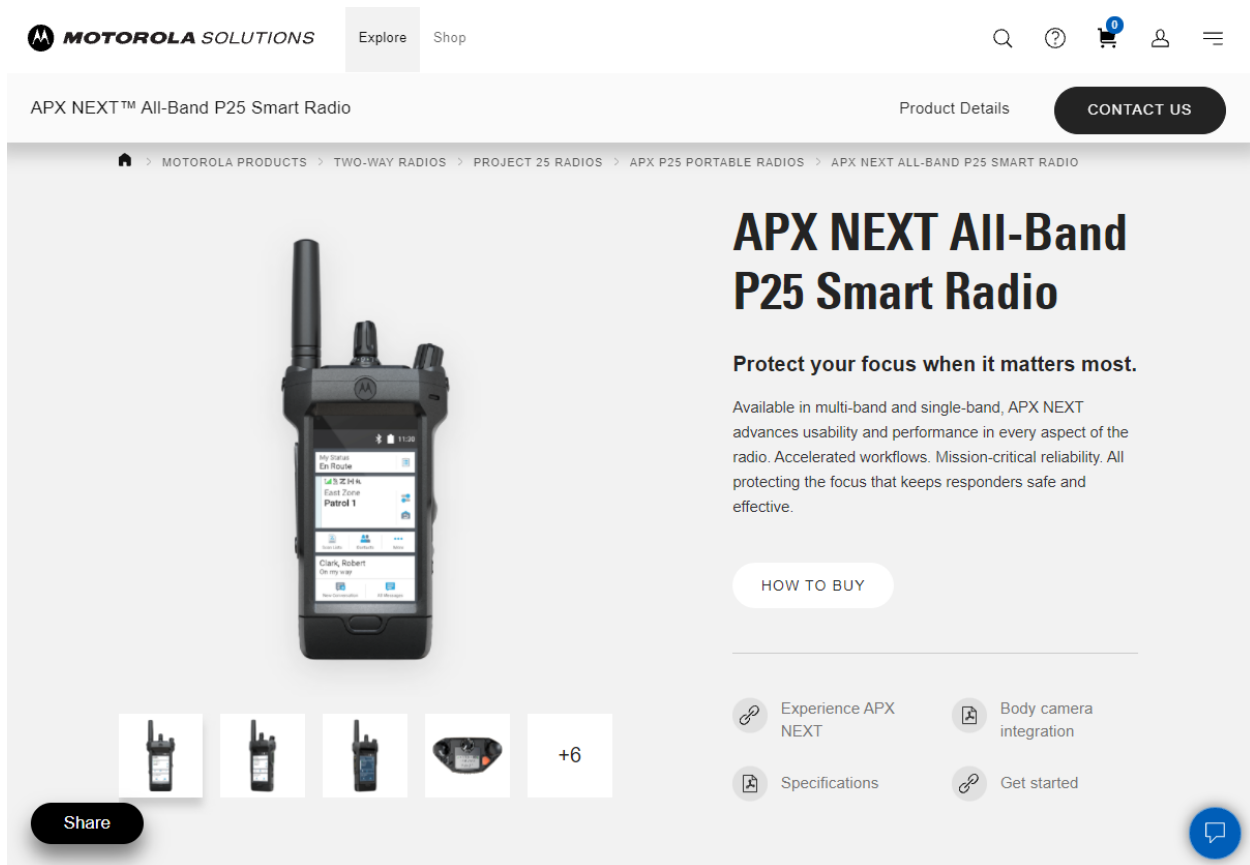 MOTOROLA SOLUTIONS
Explore
Shop
0
APX NEXT™ All-Band P25 Smart Radio
Product Details
CONTACT US
> MOTOROLA PRODUCTS > TWO-WAY RADIOS > PROJECT 25 RADIOS > APX P25 PORTABLE RADIOS > APX NEXT ALL-BAND P25 SMART RADIO
APX NEXT All-Band
P25 Smart Radio
Protect your focus when it matters most.
Available in multi-band and single-band, APX NEXT
advances usability and performance in every aspect of the
radio. Accelerated workflows. Mission-critical reliability. All
protecting the focus that keeps responders safe and
effective.
HOW TO BUY
Experience APX
NEXT
Body camera
integration
Specifications
Get started
11:30
My Status
En Route
East Zone
Patrol 1
Clark, Robert
On my way
New Conversation
+6
Share